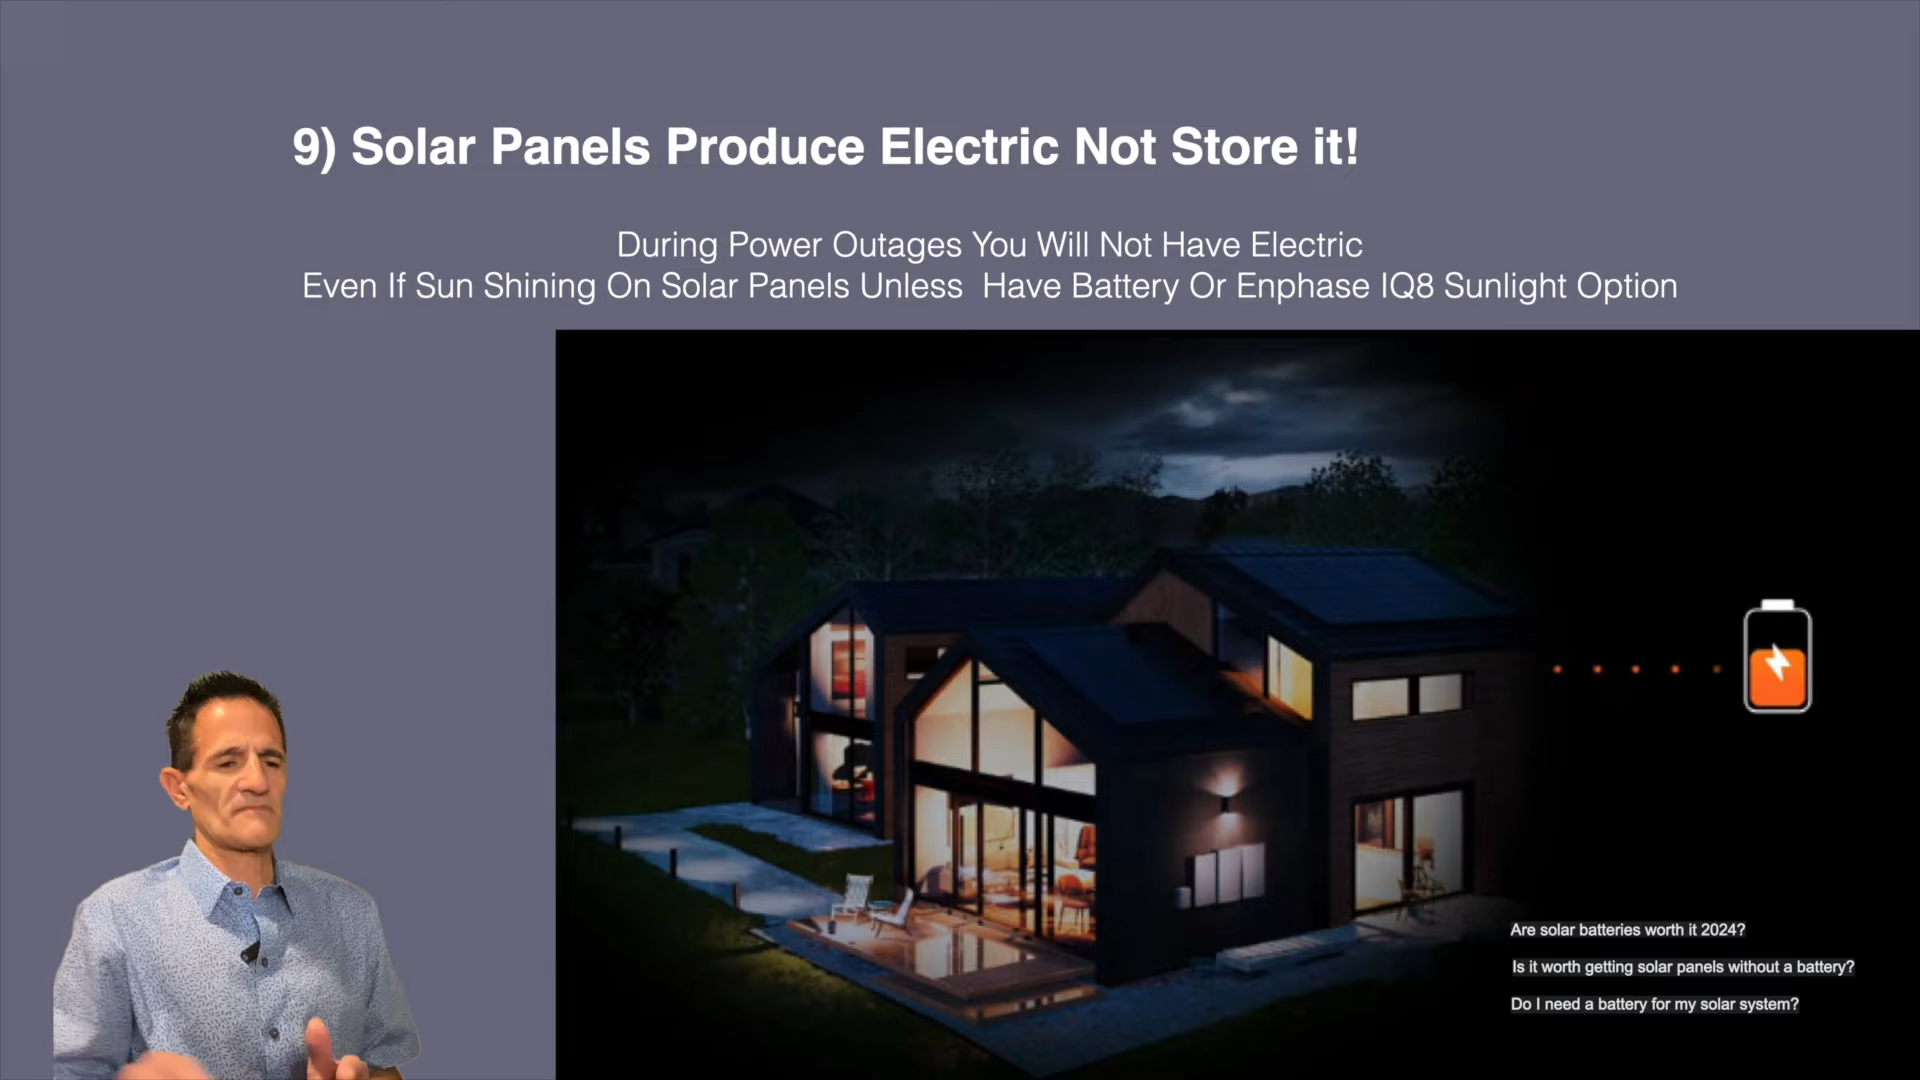 9) Solar Panels Produce Electric Not Store it!
During Power Outages You Will Not Have Electric
Even If Sun Shining On Solar Panels Unless  Have Battery Or Enphase IQ8 Sunlight Option
Are solar batteries worth it 2024?
Is it worth getting solar panels without a battery?
Do I need a battery for my solar system?